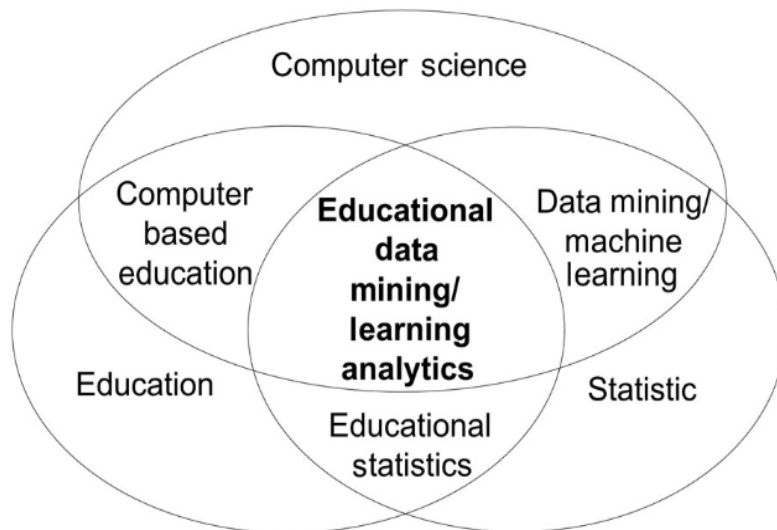 Computer science
Computer
based
education
Educational
data
mining/
learning
analytics
Data mining/
machine
learning
Education
Statistic
Educational
statistics